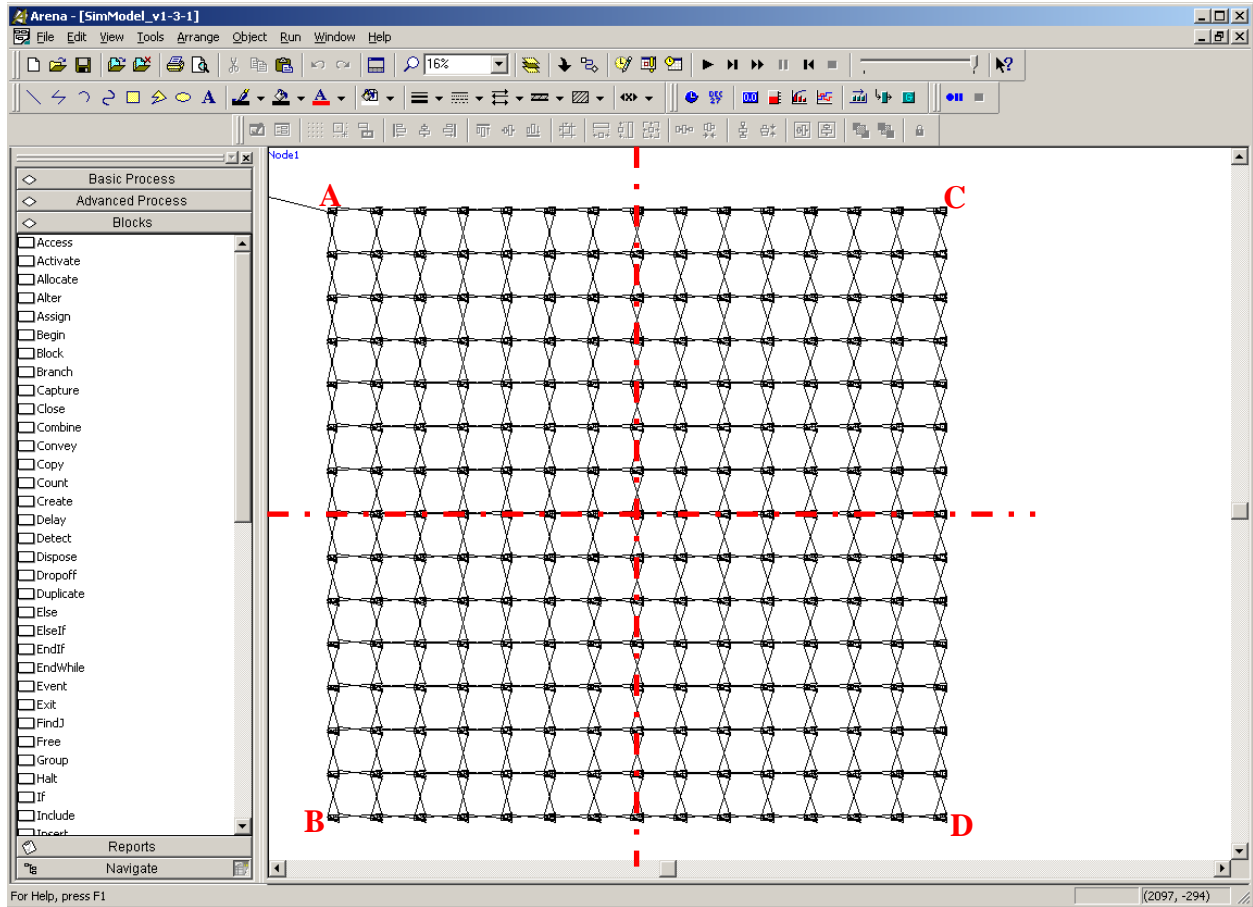 Arena - [SimModel_v1-3-1]
File Edit View Tools Arrange Object Run Window Help
16%
A
Node1
Basic Process
Advanced Process
Blocks
Access
Activate
Allocate
Alter
Assign
Begin
Block
Branch
Capture
Close
Combine
Convey
Copy
Count
Create
Delay
Detect
Dispose
Dropoff
Duplicate
Else
ElseIf
EndIf
EndWhile
Event
Exit
FindJ
Free
Group
Halt
If
Include
Insert
Reports
Navigate
A C
B D
For Help, press F1
(2097, -294)